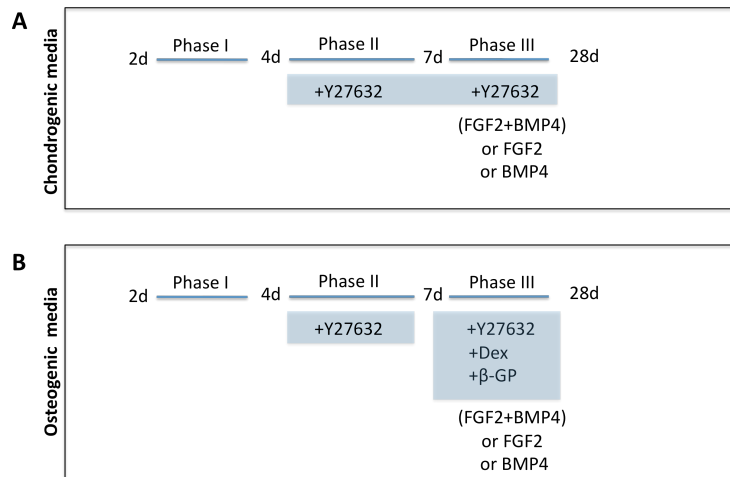 A
Chondrogenic media
Phase I
Phase II
Phase III
2d
4d
7d
28d
+Y27632
+Y27632
(FGF2+BMP4)
or FGF2
or BMP4
B
Osteogenic media
Phase I
Phase II
Phase III
2d
4d
7d
28d
+Y27632
+Y27632
+Dex
+β-GP
(FGF2+BMP4)
or FGF2
or BMP4